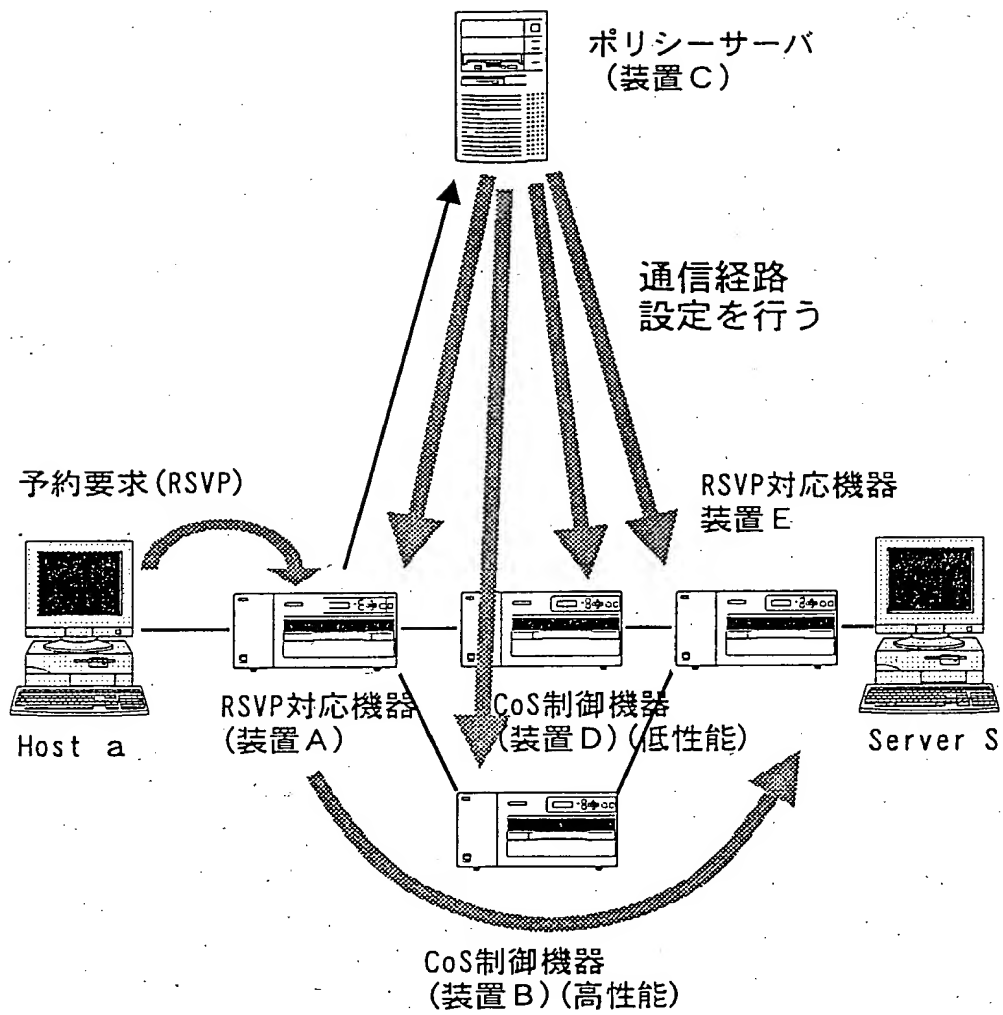 ポリシーサーバ
(装置C)
通信経路
設定を行う
予約要求(RSVP)
RSVP対応機器
装置E
RSVP対応機器
(装置A)
CoS制御機器
(装置D)(低性能)
Host a
Server S
CoS制御機器
(装置B)(高性能)